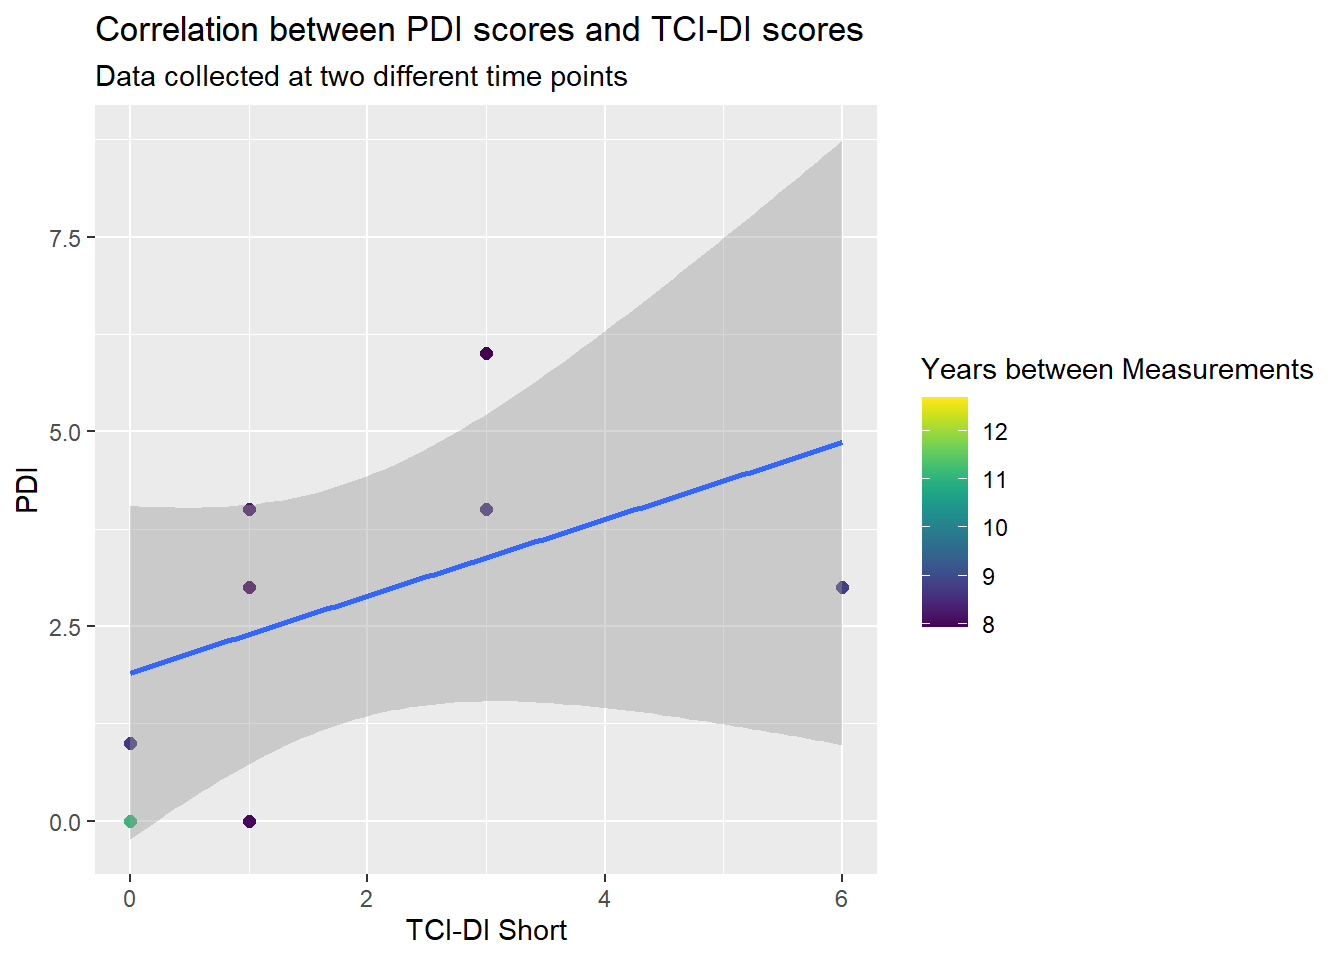 Correlation between PDI scores and TCI-DI scores
Data collected at two different time points
7.5
5.0
2.5
0.0
PDI
0 2 4 6
TCI-DI Short
Years between Measurements
12
11
10
9
8